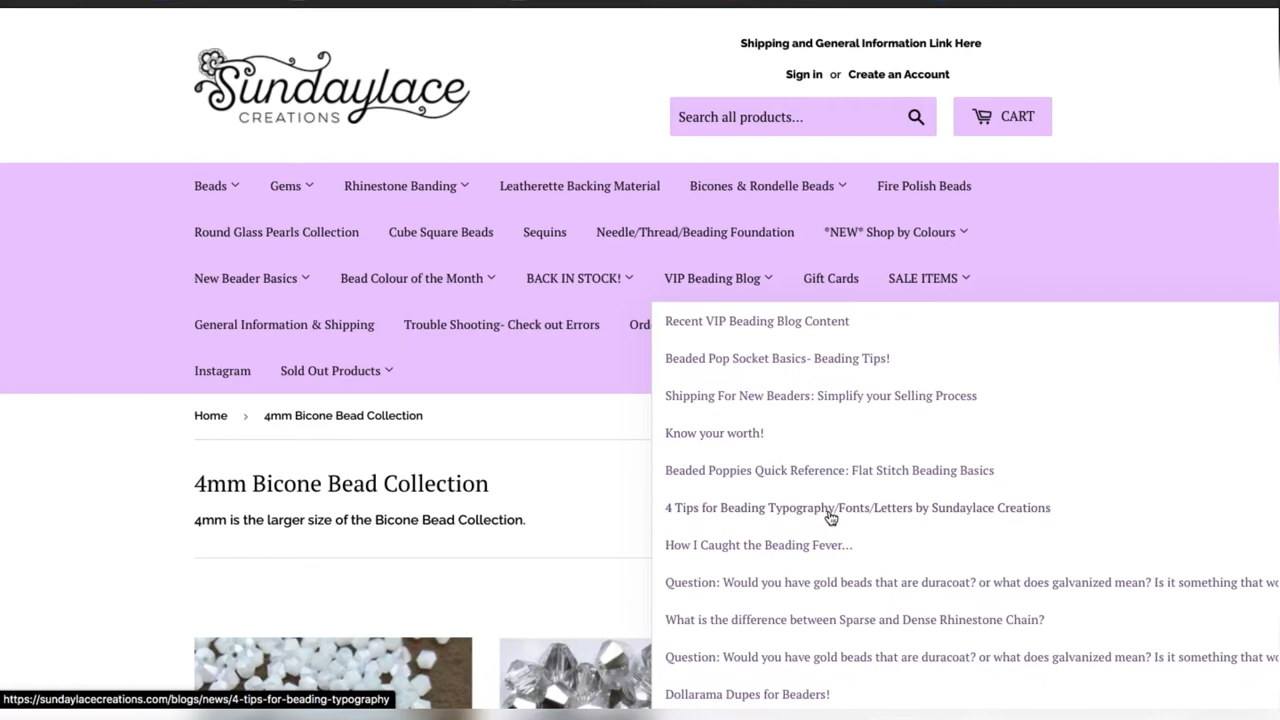 Sundaylace
CREATIONS
Shipping and General Information Link Here
Sign in or Create an Account
Search all products...
CART
Beads Gems Rhinestone Banding Leatherette Backing Material Bicones & Rondelle Beads Fire Polish Beads
Round Glass Pearls Collection Cube Square Beads Sequins Needle/Thread/Beading Foundation *NEW* Shop by Colours
New Beader Basics Bead Colour of the Month BACK IN STOCK! VIP Beading Blog Gift Cards SALE ITEMS
General Information & Shipping Trouble Shooting- Check out Errors
Instagram Sold Out Products
Recent VIP Beading Blog Content
Beaded Pop Socket Basics- Beading Tips!
Shipping For New Beaders: Simplify your Selling Process
Know your worth!
Beaded Poppies Quick Reference: Flat Stitch Beading Basics
4 Tips for Beading Typography/Fonts/Letters by Sundaylace Creations
How I Caught the Beading Fever...
Question: Would you have gold beads that are duracoat? or what does galvanized mean? Is it something that
What is the difference between Sparse and Dense Rhinestone Chain?
Question: Would you have gold beads that are duracoat? or what does galvanized mean? Is it something that
Dollarama Dupes for Beaders!
Home › 4mm Bicone Bead Collection
4mm Bicone Bead Collection
4mm is the larger size of the Bicone Bead Collection.
https://sundaylacecreations.com/blogs/news/4-tips-for-beading-typography